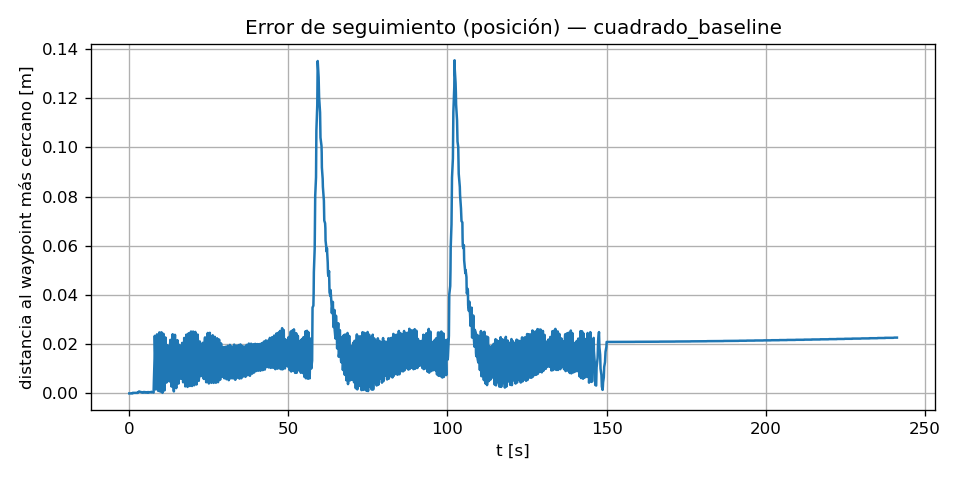 Error de seguimiento (posición) — cuadrado_baseline
distancia al waypoint más cercano [m]
0.14
0.12
0.10
0.08
0.06
0.04
0.02
0.00
0 50 100 150 200 250
t [s]